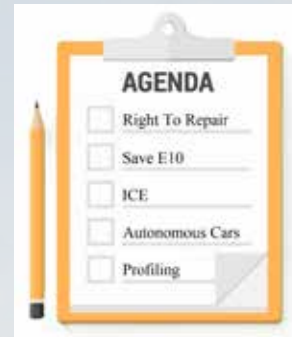 AGENDA
Right To Repair
Save E10
ICE
Autonomous Cars
Profiling